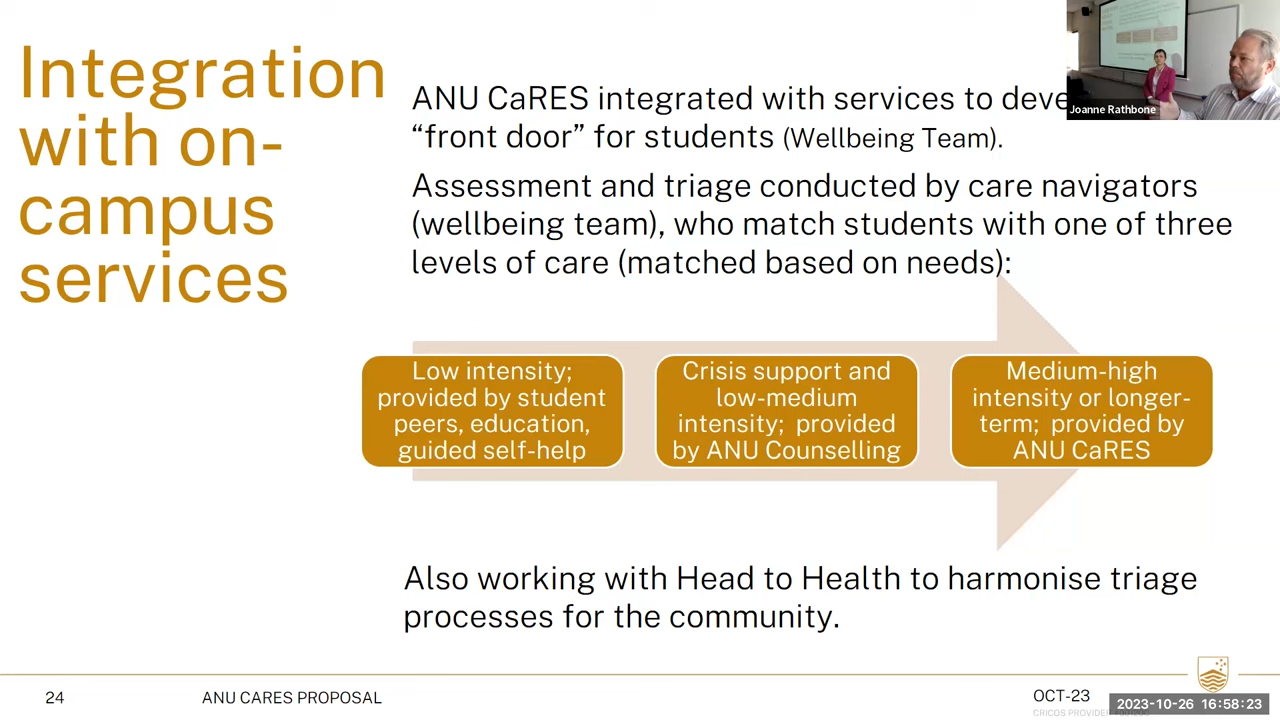 Integration
with on-
campus
services
ANU CaRES integrated with services to
“front door” for students (Wellbeing Team).
Assessment and triage conducted by care navigators
(wellbeing team), who match students with one of three
levels of care (matched based on needs):
Low intensity;
provided by student
peers, education,
guided self-help
Crisis support and
low-medium
intensity; provided
by ANU Counselling
Medium-high
intensity or longer-
term; provided by
ANU CaRES
Also working with Head to Health to harmonise triage
processes for the community.
24
ANU CARES PROPOSAL
OCT-23
CRICOS PROVIDER
Joanne Rathbone
2023-10-26 16:58:23